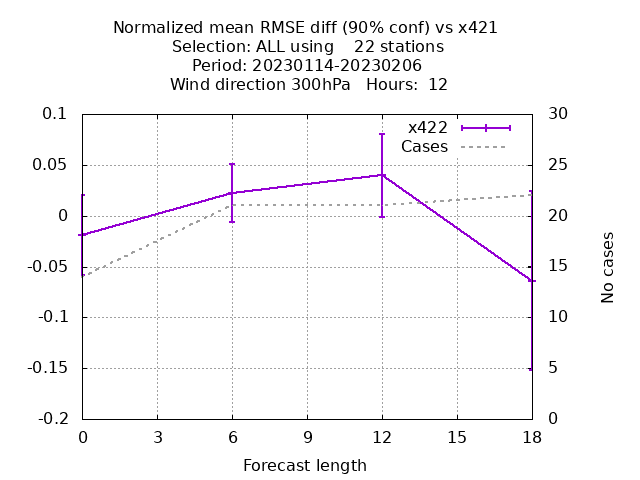 Normalized mean RMSE diff (90% conf) vs x421
Selection: ALL using    22 stations
Period: 20230114-20230206
Wind direction 300hPa   Hours:  12
0.1
0.05
0
-0.05
-0.1
-0.15
-0.2
x422
Cases
30
25
20
15
10
5
0
No cases
0 3 6 9 12 15 18
Forecast length